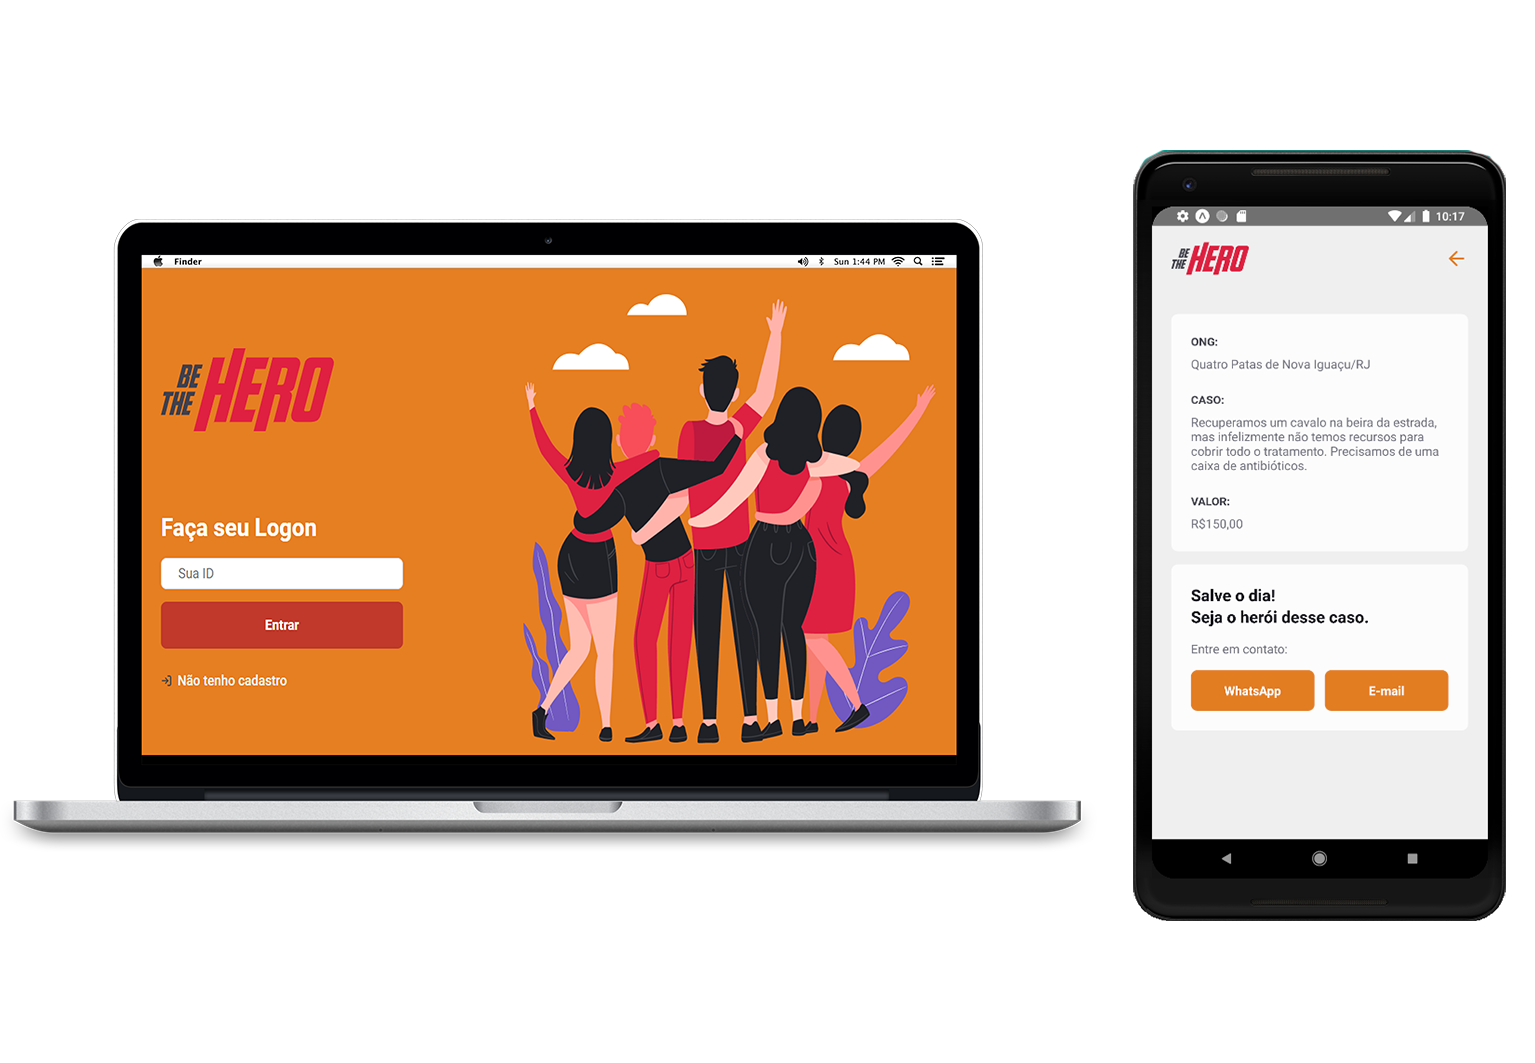 Finder
Sun 1:44 PM
BE
THE
HERO
Faça seu Logon
Sua ID
Entrar
Não tenho cadastro
10:17
BE
THE
HERO
ONG:
Quatro Patas de Nova Iguaçu/RJ
CASO:
Recuperamos um cavalo na beira da estrada,
mas infelizmente não temos recursos para
cobrir todo o tratamento. Precisamos de uma
caixa de antibióticos.
VALOR:
R$150,00
Salve o dia!
Seja o herói desse caso.
Entre em contato:
WhatsApp
E-mail